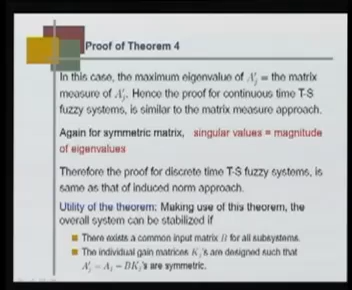 Proof of Theorem 4
In this case, the maximum eigenvalue of A'ⱼ = the matrix
measure of A'ⱼ. Hence the proof for continuous time T-S
fuzzy systems, is similar to the matrix measure approach.
Again for symmetric matrix, singular values = magnitude
of eigenvalues
Therefore the proof for discrete time T-S fuzzy systems, is
same as that of induced norm approach.
Utility of the theorem: Making use of this theorem, the
overall system can be stabilized if
There exists a common input matrix B for all subsystems.
The individual gain matrices Kⱼ's are designed such that
A'ⱼ = Aⱼ − BKⱼ's are symmetric.